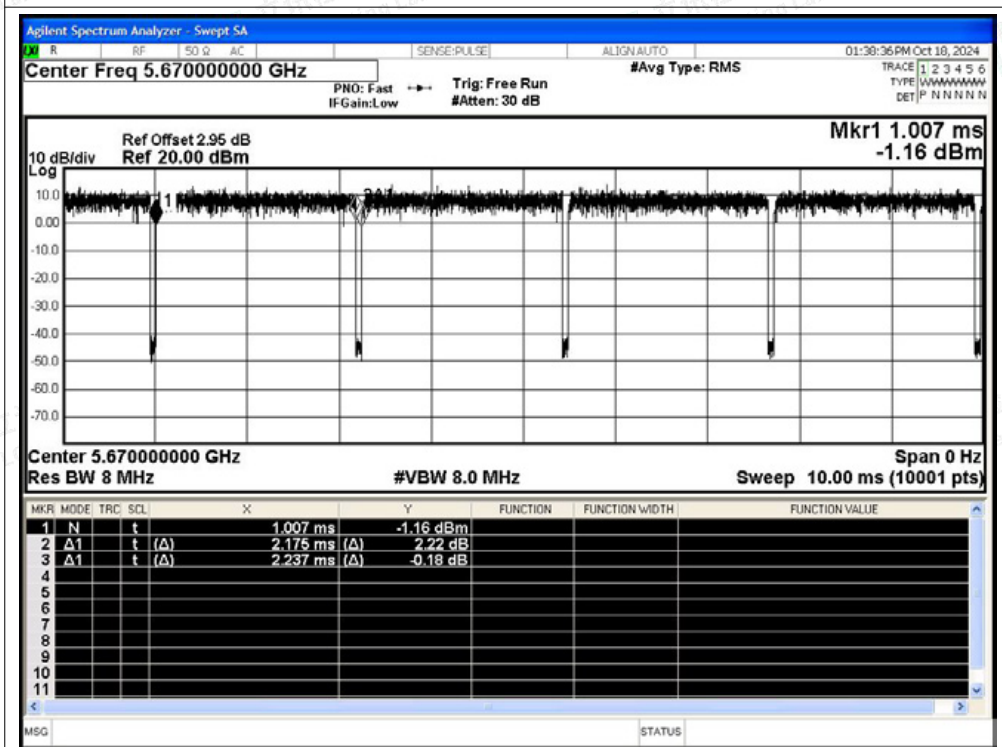 Agilent Spectrum Analyzer - Swept SA
R RF 50 Ω AC SENSE:PULSE ALIGN AUTO 01:38:36 PM Oct 18, 2024
Center Freq 5.670000000 GHz
PNO: Fast
IFGain:Low
Trig: Free Run
#Atten: 30 dB
#Avg Type: RMS
TRACE 1 2 3 4 5 6
TYPE WWWWWW
DET P N N N N N
Ref Offset 2.95 dB
10 dB/div Ref 20.00 dBm
Log
Mkr1 1.007 ms
-1.16 dBm
10.0
0.00
-10.0
-20.0
-30.0
-40.0
-50.0
-60.0
-70.0
1
Center 5.670000000 GHz Span 0 Hz
Res BW 8 MHz #VBW 8.0 MHz Sweep 10.00 ms (10001 pts)
MKR MODE TRC SCL X Y FUNCTION FUNCTION WIDTH FUNCTION VALUE
1 N t 1.007 ms -1.16 dBm
2 Δ1 t (Δ) 2.175 ms (Δ) 2.22 dB
3 Δ1 t (Δ) 2.237 ms (Δ) -0.18 dB
4
5
6
7
8
9
10
11
MSG STATUS